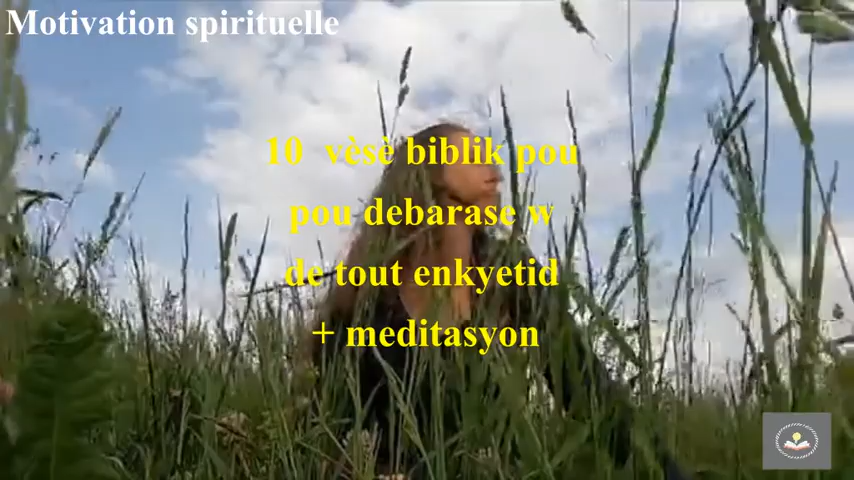 Motivation spirituelle
10 vèsè biblik pou
pou debarase w
de tout enkyetid
+ meditasyon